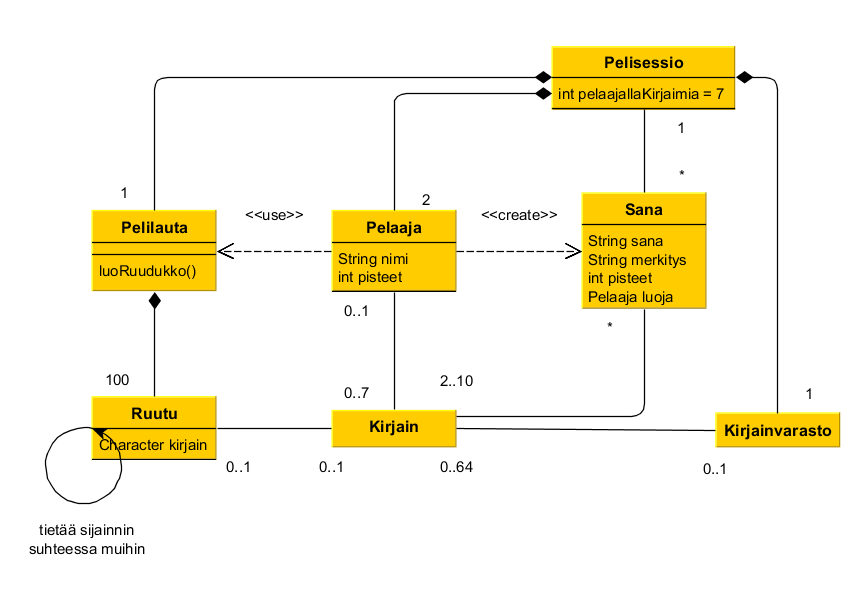 Pelisessio
int pelaajallaKirjaimia = 7
1
*
1
<<use>>
2
<<create>>
Pelilauta
luoRuudukko()
Pelaaja
String nimi
int pisteet
Sana
String sana
String merkitys
int pisteet
Pelaaja luoja
0..1
*
100
0..7
2..10
1
Ruutu
Character kirjain
Kirjain
Kirjainvarasto
0..1
0..1
0..64
0..1
tietää sijainnin
suhteessa muihin